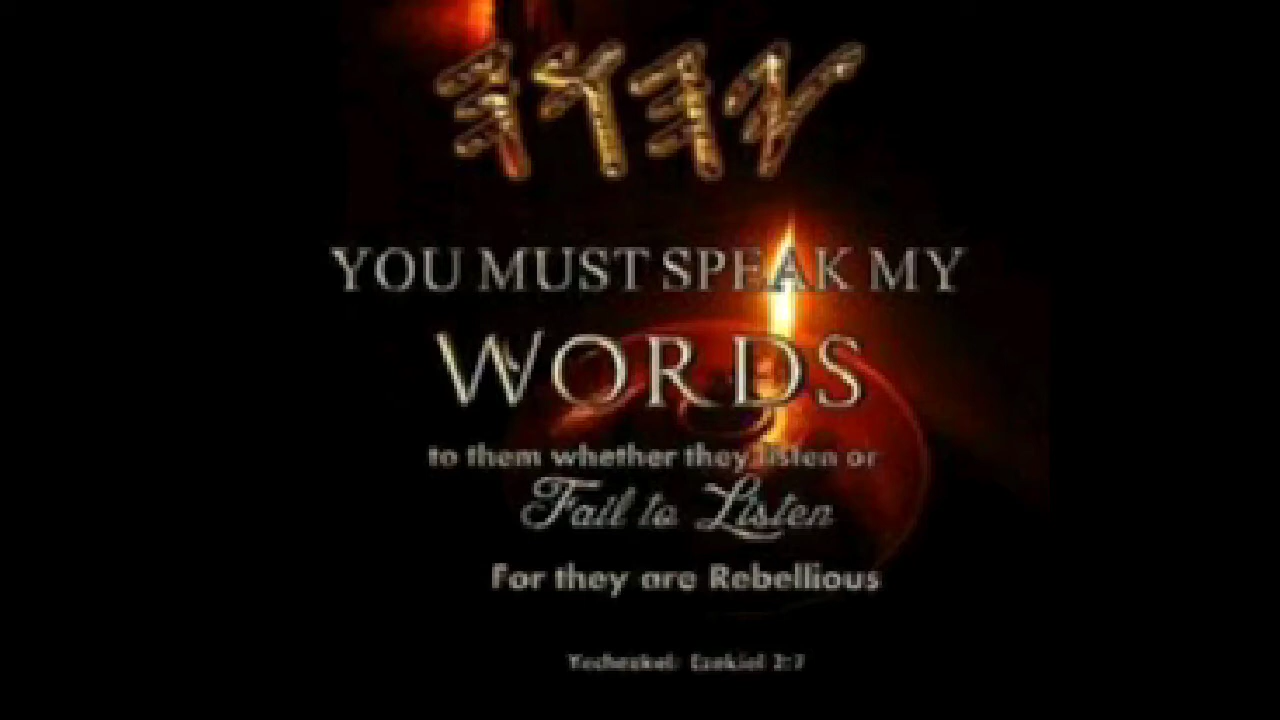 𐤉𐤄𐤅𐤄
YOU MUST SPEAK MY
WORDS
to them whether they listen or
Fail to Listen
For they are Rebellious
Yechezkel: Ezekiel 2:7